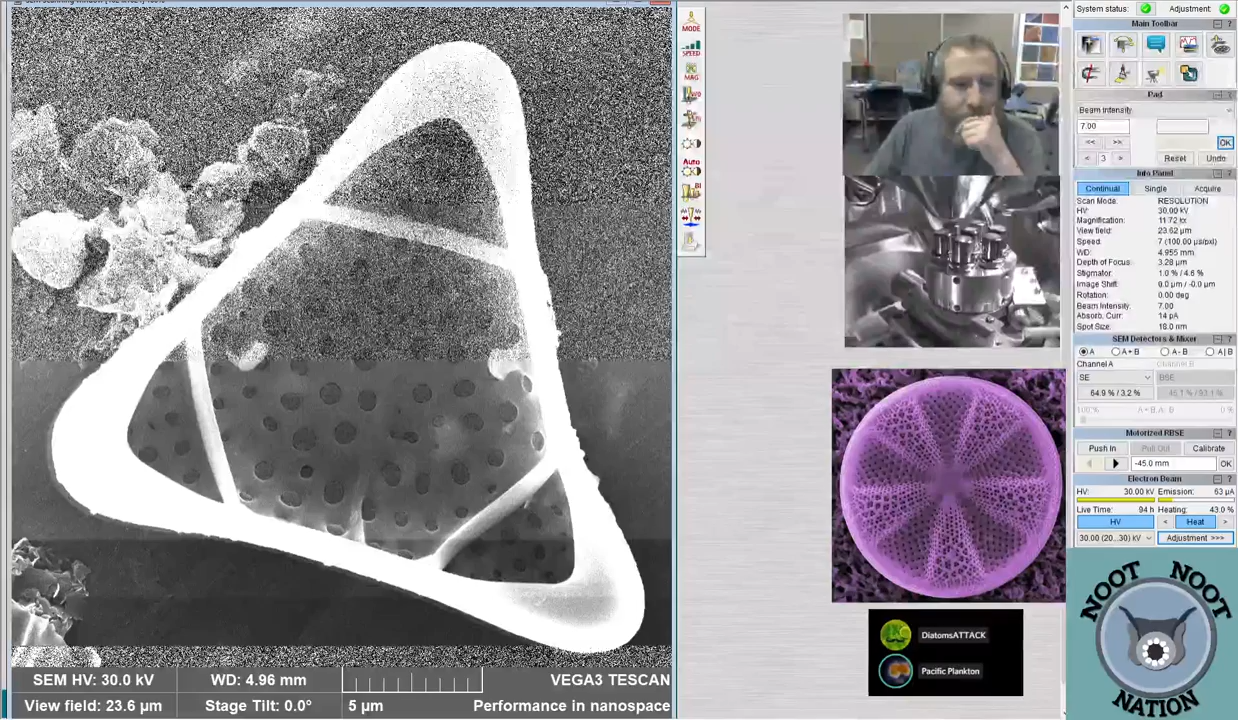 System status: Adjustment:
MODE
SPEED
MAG
WD
Auto
BI
Main Toolbar
Pad
Beam Intensity
7.00
OK
<< >>
< 3 > Reset Undo
Info Panel
Continual Single Acquire
Scan Mode: RESOLUTION
HV: 30.00 kV
Magnification: 11.72 kx
View field: 23.62 µm
Speed: 7 (100.00 µs/pxl)
WD: 4.955 mm
Depth of Focus: 3.28 µm
Stigmator: 1.0 % / 4.6 %
Image Shift: 0.0 µm / -0.0 µm
Rotation: 0.00 deg
Beam Intensity: 7.00
Absorb. Curr: 14 pA
Spot Size: 18.0 nm
SEM Detectors & Mixer
A A + B A - B A | B
Channel A Channel B
SE BSE
64.9 % / 3.2 %
100% A + B, A - B 0 %
Motorized RBSE
Push In Pull Out Calibrate
-45.0 mm OK
Electron Beam
HV: 30.00 kV Emission: 63 µA
Live Time: 94 h Heating: 43.0 %
HV < Heat >
30.00 (20...30) kV Adjustment >>>
DiatomsATTACK
Pacific Plankton
NOOT NOOT
NATION
SEM HV: 30.0 kV WD: 4.96 mm VEGA3 TESCAN
View field: 23.6 µm Stage Tilt: 0.0° 5 µm Performance in nanospace